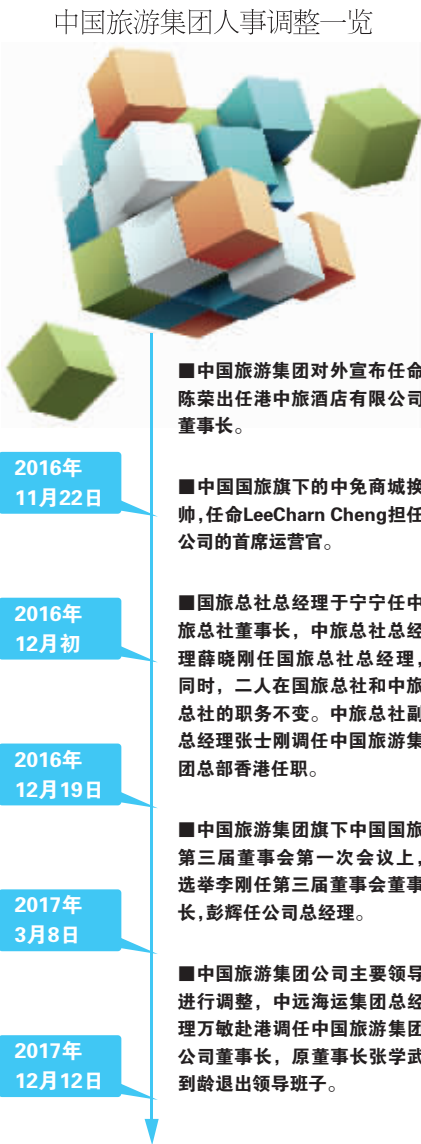 中国旅游集团人事调整一览
■中国旅游集团对外宣布任命
陈荣出任港中旅酒店有限公司
董事长。
2016年
11月22日
■中国国旅旗下的中免商城换
帅,任命LeeCharn Cheng担任
公司的首席运营官。
2016年
12月初
■国旅总社总经理于宁宁任中
旅总社董事长，中旅总社总经
理薛晓刚任国旅总社总经理，
同时，二人在国旅总社和中旅
总社的职务不变。中旅总社副
总经理张士刚调任中国旅游集
团总部香港任职。
2016年
12月19日
■中国旅游集团旗下中国国旅
第三届董事会第一次会议上，
选举李刚任第三届董事会董事
长,彭辉任公司总经理。
2017年
3月8日
■中国旅游集团公司主要领导
进行调整，中远海运集团总经
理万敏赴港调任中国旅游集团
公司董事长，原董事长张学武
到龄退出领导班子。
2017年
12月12日